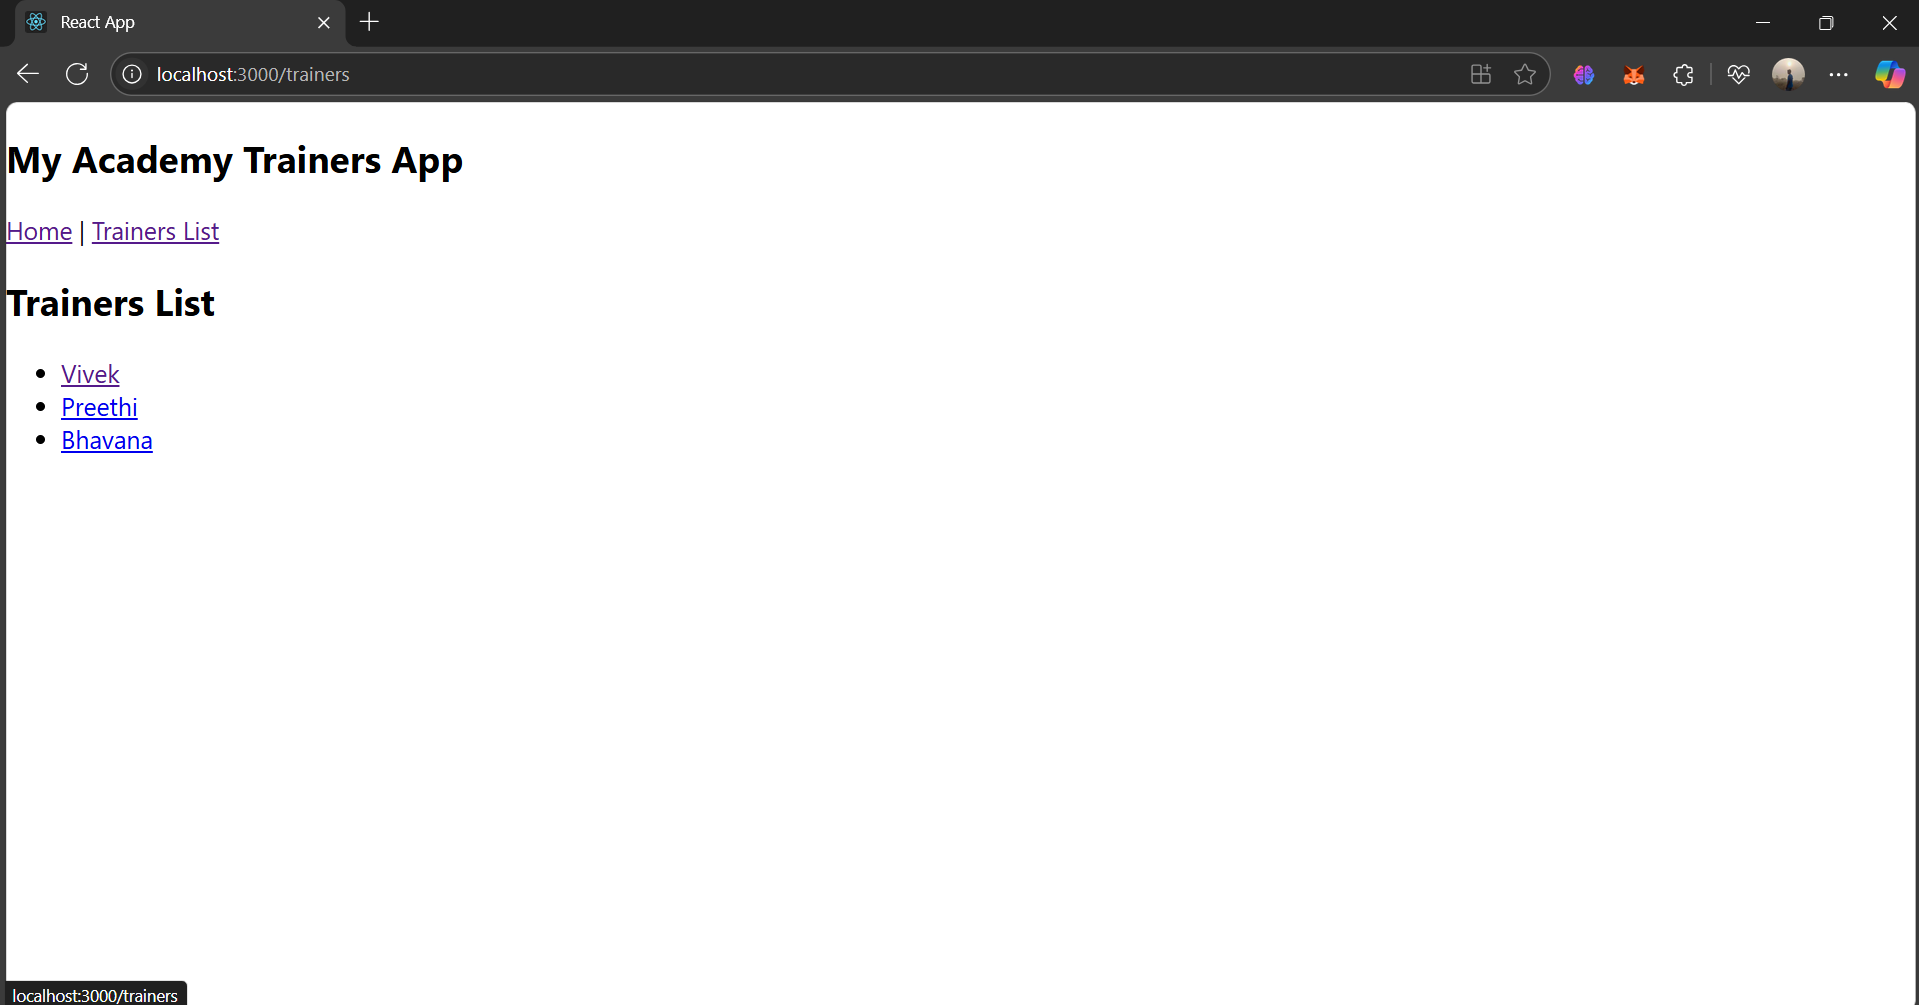 React App
localhost:3000/trainers
My Academy Trainers App
Home | Trainers List
Trainers List
Vivek
Preethi
Bhavana
localhost:3000/trainers